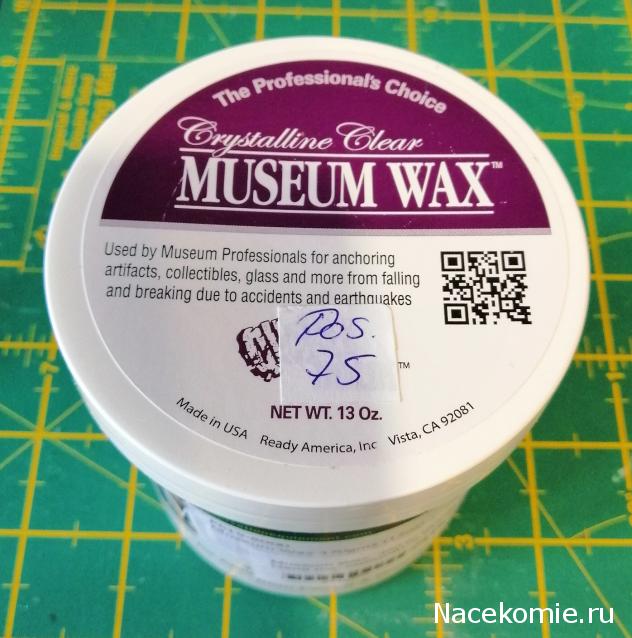 The Professional's Choice
Crystalline Clear
MUSEUM WAX™
Used by Museum Professionals for anchoring
artifacts, collectibles, glass and more from falling
and breaking due to accidents and earthquakes
Pos.
75
™
NET WT. 13 Oz.
Made in USA Ready America, Inc Vista, CA 92081
3
Nacekomie.ru